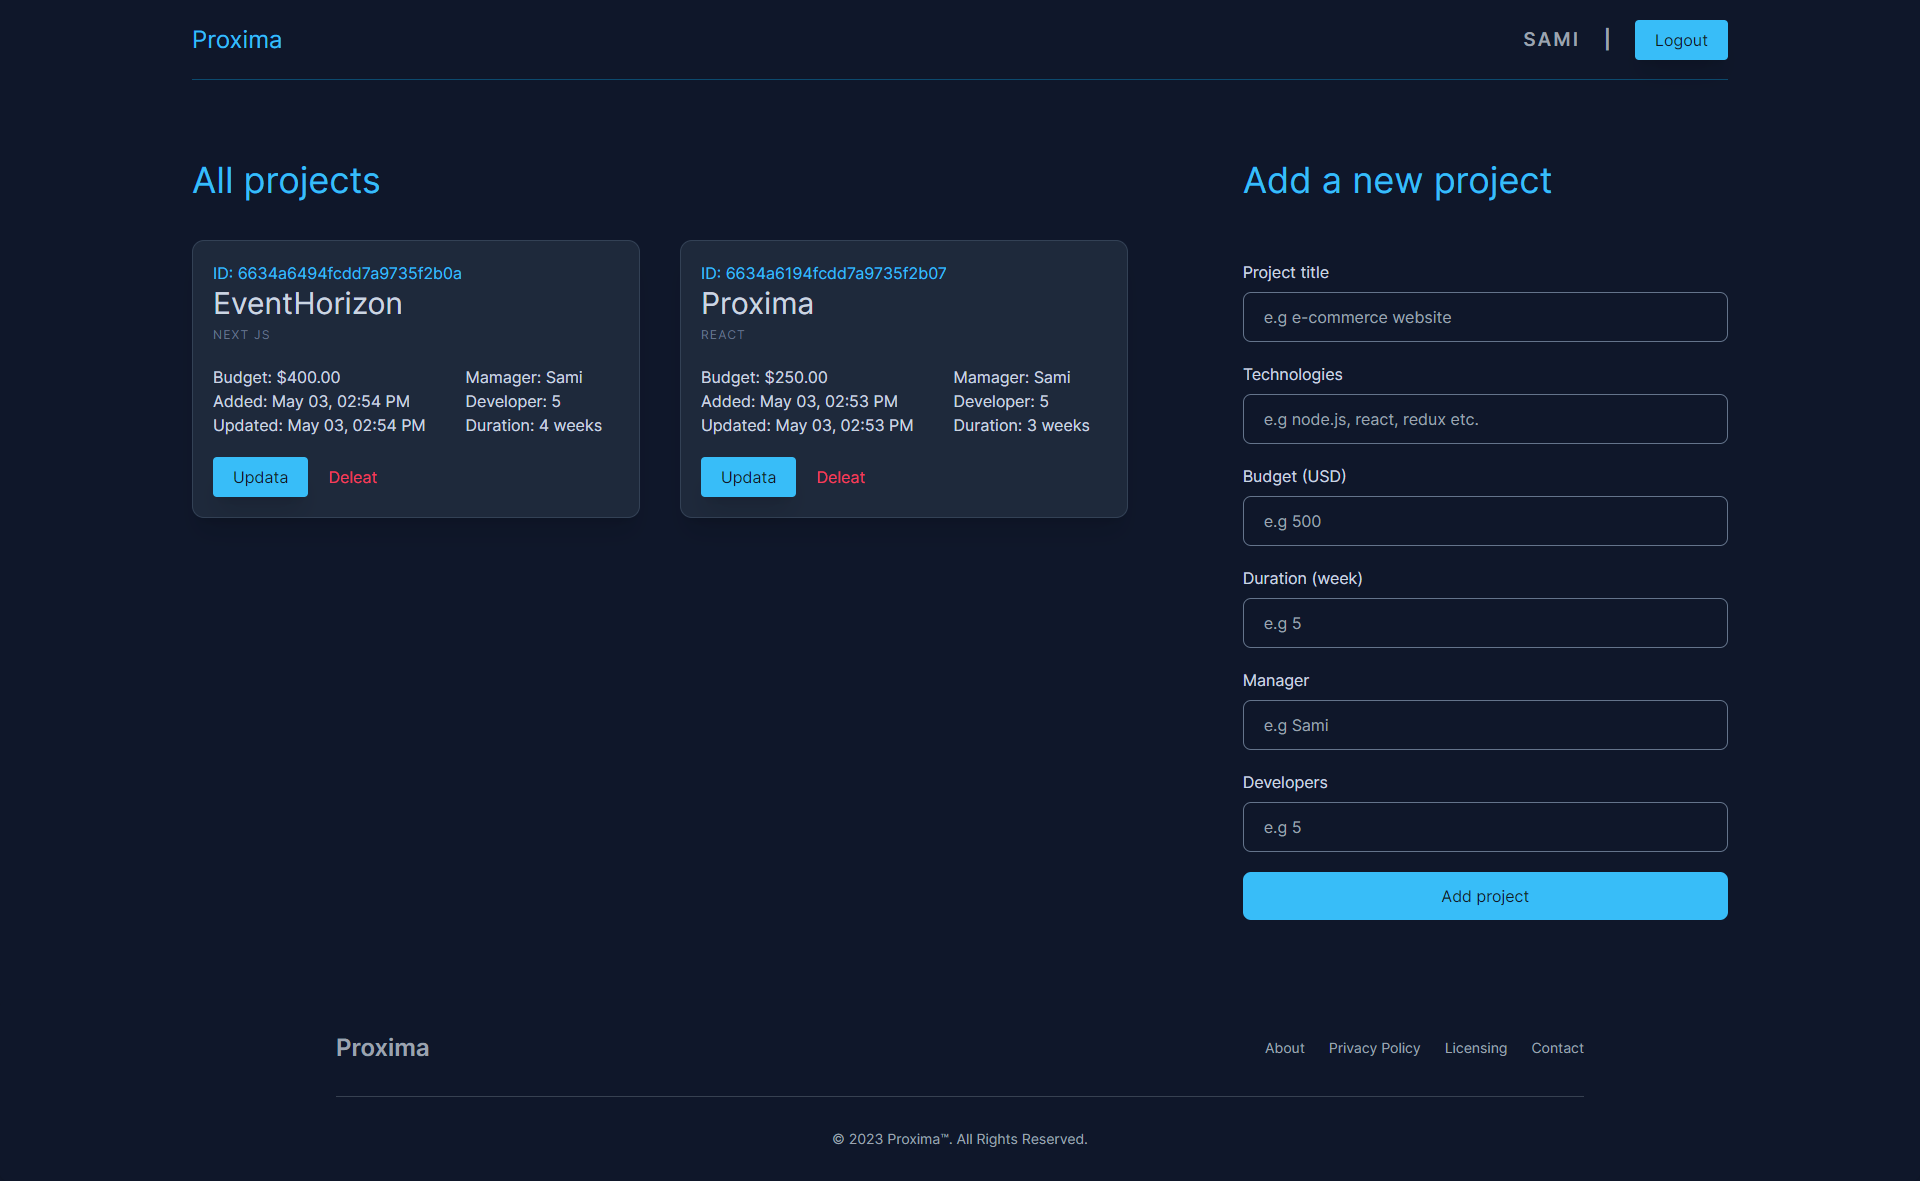 Proxima
SAMI | Logout
All projects
ID: 6634a6494fcdd7a9735f2b0a
EventHorizon
NEXT JS
Budget: $400.00
Added: May 03, 02:54 PM
Updated: May 03, 02:54 PM
Mamager: Sami
Developer: 5
Duration: 4 weeks
Updata Deleat
ID: 6634a6194fcdd7a9735f2b07
Proxima
REACT
Budget: $250.00
Added: May 03, 02:53 PM
Updated: May 03, 02:53 PM
Mamager: Sami
Developer: 5
Duration: 3 weeks
Updata Deleat
Add a new project
Project title
e.g e-commerce website
Technologies
e.g node.js, react, redux etc.
Budget (USD)
e.g 500
Duration (week)
e.g 5
Manager
e.g Sami
Developers
e.g 5
Add project
Proxima
About Privacy Policy Licensing Contact
© 2023 Proxima™. All Rights Reserved.